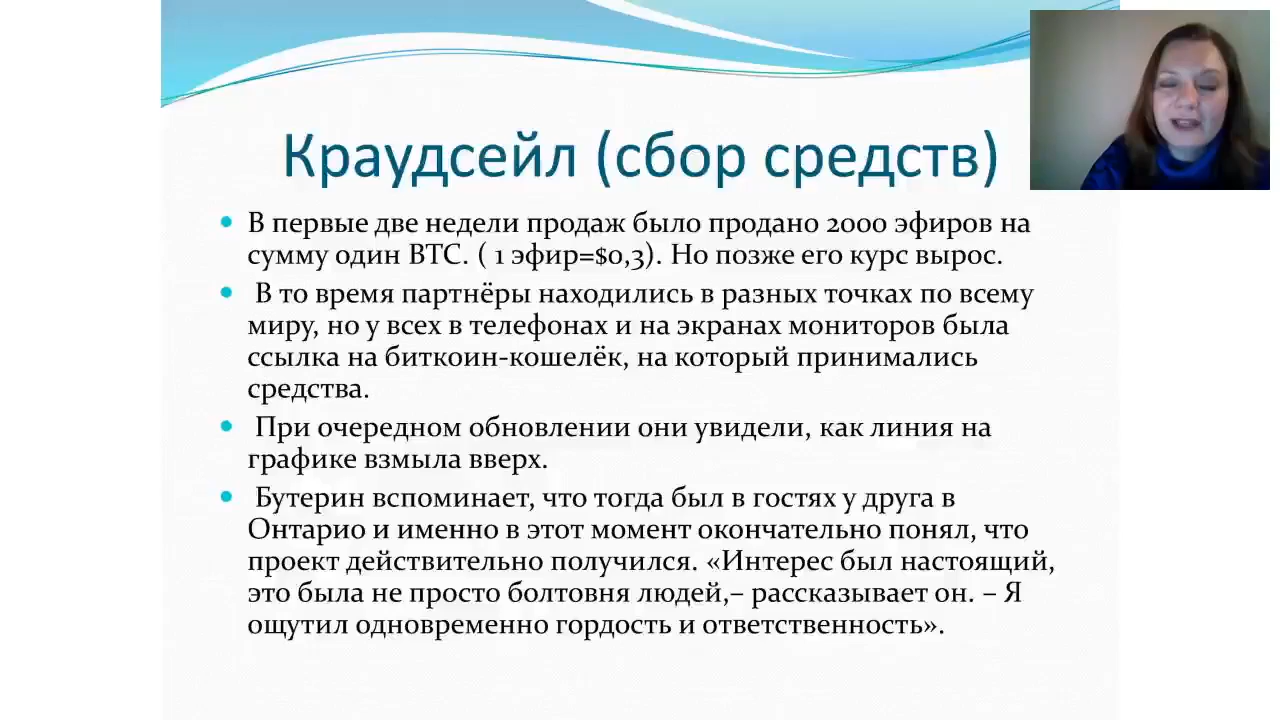 Краудсейл (сбор средств)
В первые две недели продаж было продано 2000 эфиров на
сумму один BTC. ( 1 эфир=$0,3). Но позже его курс вырос.
В то время партнёры находились в разных точках по всему
миру, но у всех в телефонах и на экранах мониторов была
ссылка на биткоин-кошелёк, на который принимались
средства.
При очередном обновлении они увидели, как линия на
графике взмыла вверх.
Бутерин вспоминает, что тогда был в гостях у друга в
Онтарио и именно в этот момент окончательно понял, что
проект действительно получился. «Интерес был настоящий,
это была не просто болтовня людей,– рассказывает он. – Я
ощутил одновременно гордость и ответственность».